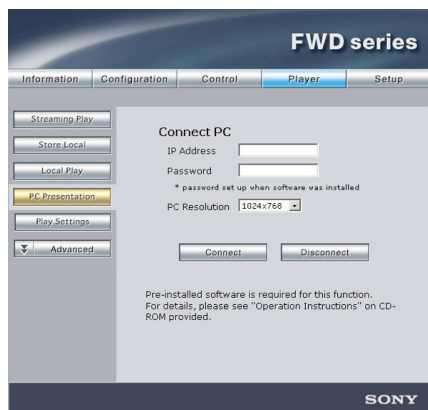 FWD series
Information Configuration Control Player Setup
Streaming Play
Store Local
Local Play
PC Presentation
Play Settings
Advanced
Connect PC
IP Address
Password
* password set up when software was installed
PC Resolution 1024x768
Connect Disconnect
Pre-installed software is required for this function.
For details, please see "Operation Instructions" on CD-
ROM provided.
SONY